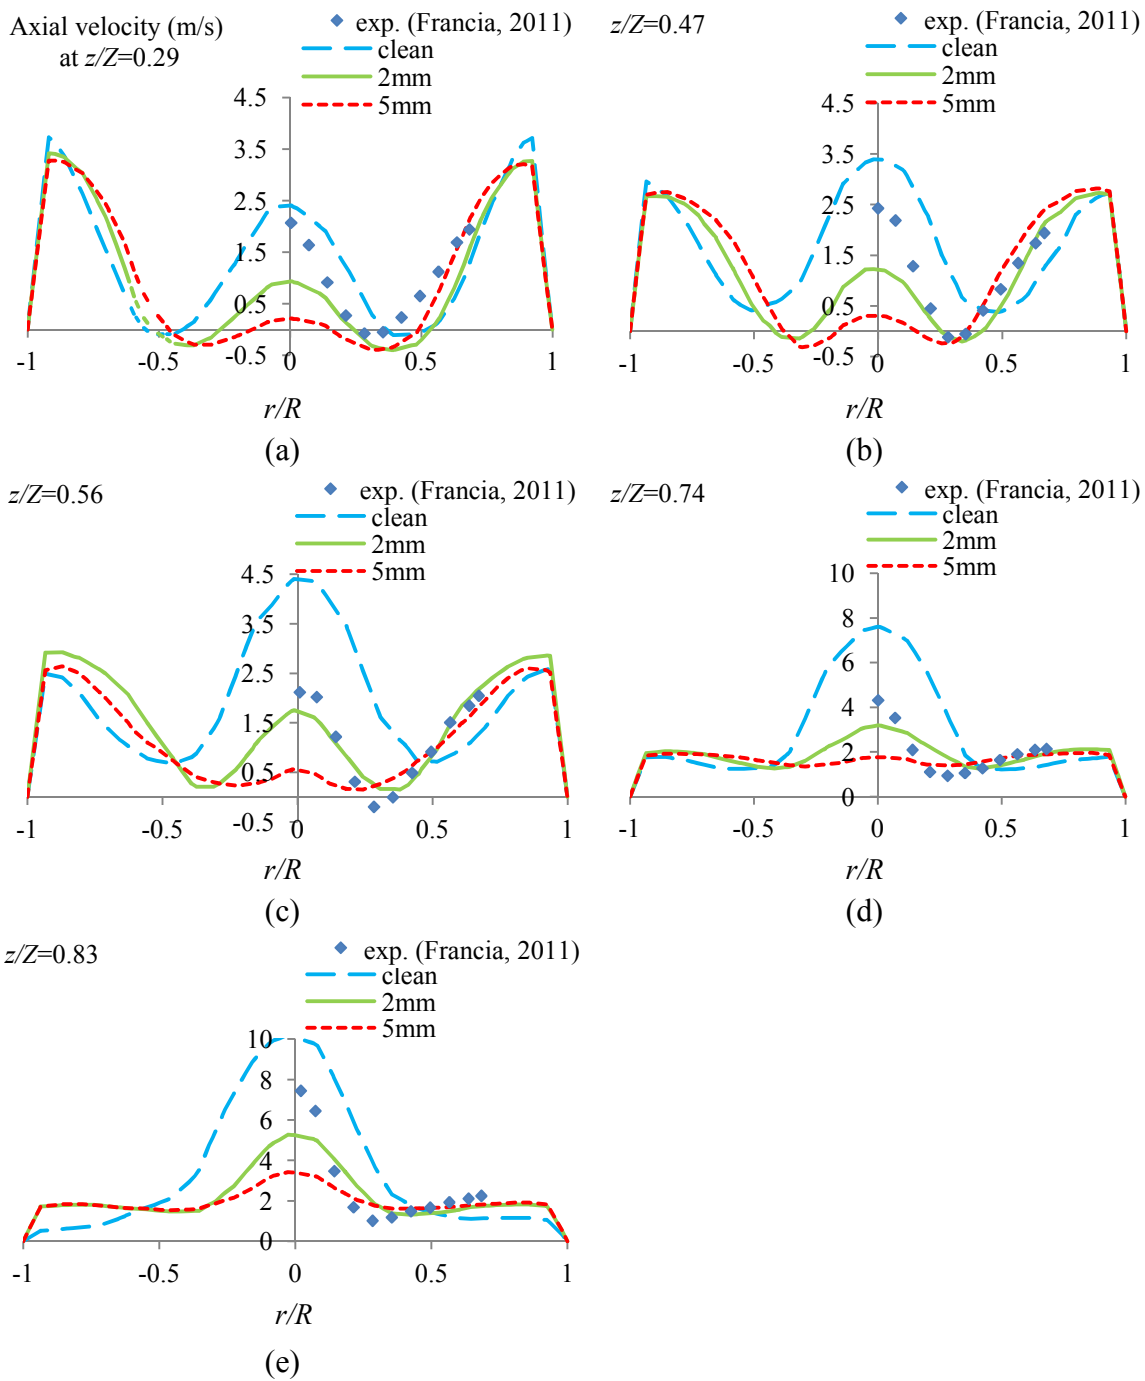 Axial velocity (m/s)
at z/Z=0.29
exp. (Francia, 2011)
clean
2mm
5mm
4.5
3.5
2.5
1.5
0.5
-0.5
-1
-0.5
0
0.5
1
r/R
(a)
z/Z=0.47
exp. (Francia, 2011)
clean
2mm
5mm
4.5
3.5
2.5
1.5
0.5
-0.5
-1
-0.5
0
0.5
1
r/R
(b)
z/Z=0.56
exp. (Francia, 2011)
clean
2mm
5mm
4.5
3.5
2.5
1.5
0.5
-0.5
-1
-0.5
0
0.5
1
r/R
(c)
z/Z=0.74
exp. (Francia, 2011)
clean
2mm
5mm
10
8
6
4
2
0
-1
-0.5
0
0.5
1
r/R
(d)
z/Z=0.83
exp. (Francia, 2011)
clean
2mm
5mm
10
8
6
4
2
0
-1
-0.5
0
0.5
1
r/R
(e)